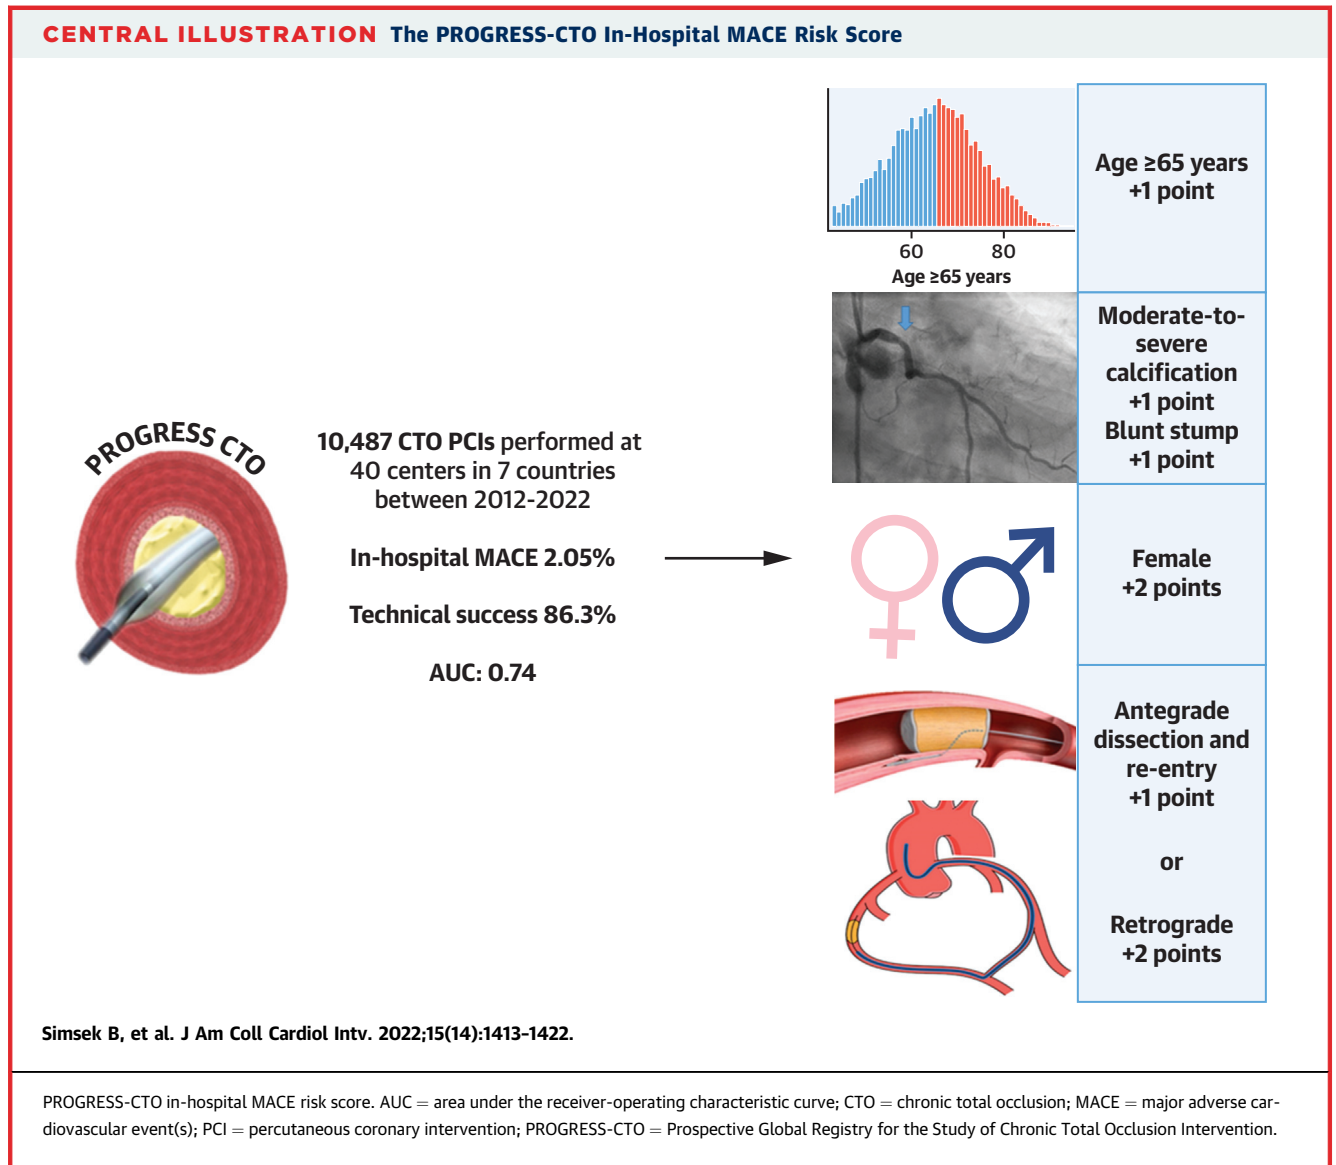 CENTRAL ILLUSTRATION The PROGRESS-CTO In-Hospital MACE Risk Score
PROGRESS CTO
10,487 CTO PCIs performed at
40 centers in 7 countries
between 2012-2022
In-hospital MACE 2.05%
Technical success 86.3%
AUC: 0.74
60 80
Age ≥65 years
Age ≥65 years
+1 point
Moderate-to-
severe
calcification
+1 point
Blunt stump
+1 point
Female
+2 points
Antegrade
dissection and
re-entry
+1 point
or
Retrograde
+2 points
Simsek B, et al. J Am Coll Cardiol Intv. 2022;15(14):1413–1422.
PROGRESS-CTO in-hospital MACE risk score. AUC = area under the receiver-operating characteristic curve; CTO = chronic total occlusion; MACE = major adverse car-
diovascular event(s); PCI = percutaneous coronary intervention; PROGRESS-CTO = Prospective Global Registry for the Study of Chronic Total Occlusion Intervention.